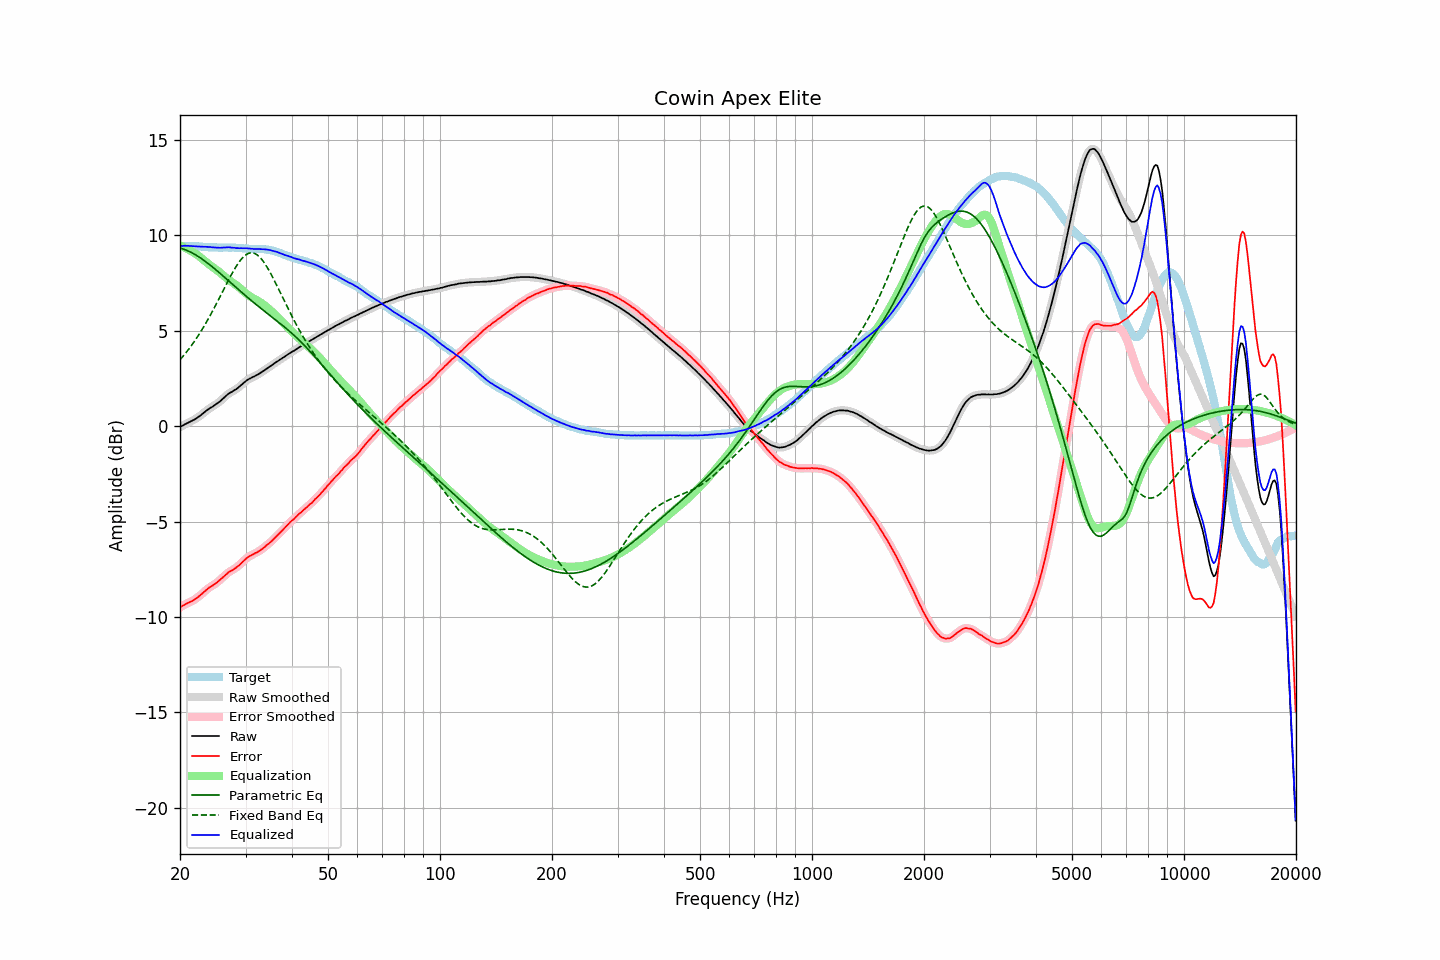 Cowin Apex Elite
15
10
5
0
−5
−10
−15
−20
Amplitude (dBr)
Target
Raw Smoothed
Error Smoothed
Raw
Error
Equalization
Parametric Eq
Fixed Band Eq
Equalized
20 50 100 200 500 1000 2000 5000 10000 20000
Frequency (Hz)